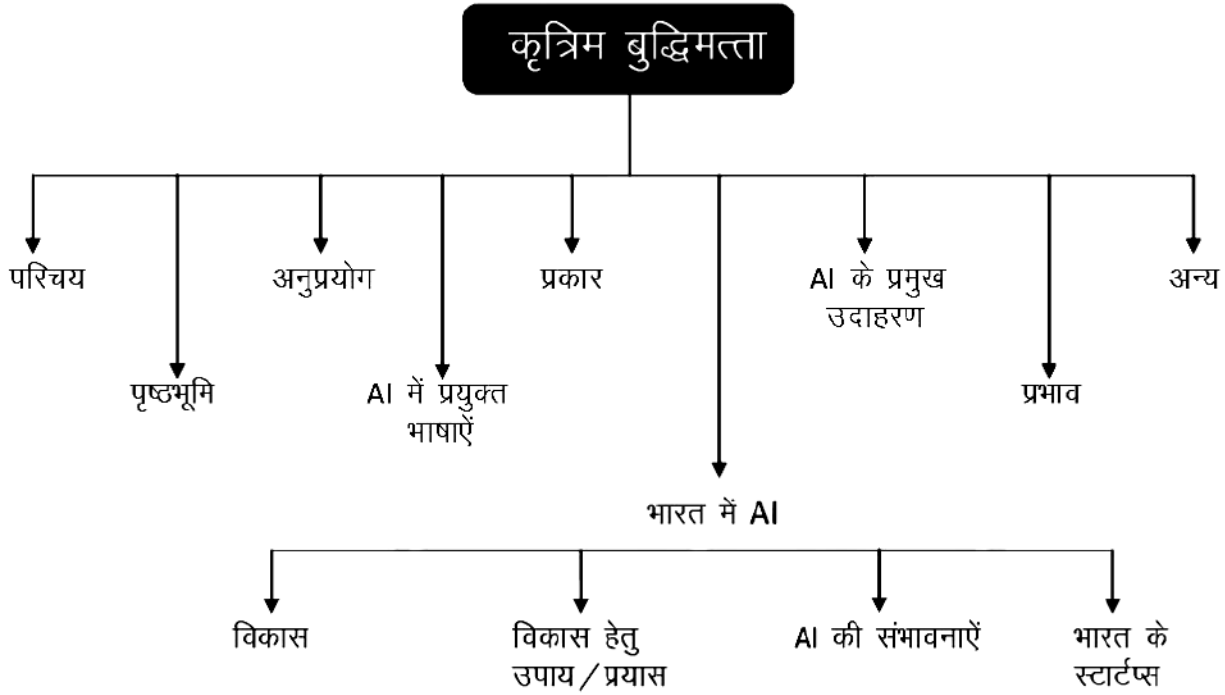 कृत्रिम बुद्धिमत्ता
परिचय
अनुप्रयोग
प्रकार
AI के प्रमुख
उदाहरण
अन्य
पृष्ठभूमि
AI में प्रयुक्त
भाषाऐं
प्रभाव
भारत में AI
विकास
विकास हेतु
उपाय / प्रयास
AI की संभावनाऐं
भारत के
स्टार्टप्स